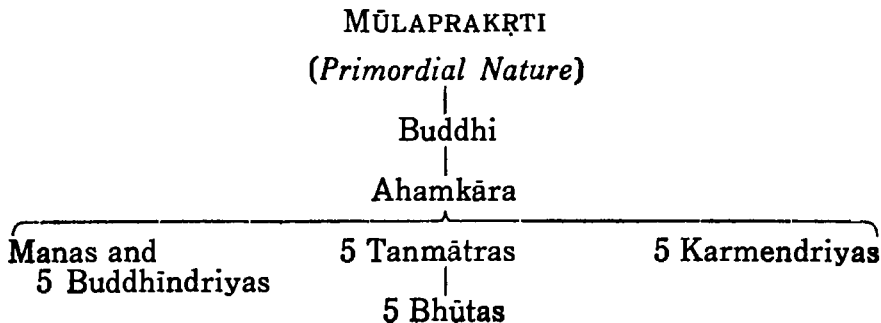 MŪLAPRAKṚTI
(Primordial Nature)
Buddhi
Ahamkāra
Manas and 5 Tanmātras 5 Karmendriyas
5 Buddhīndriyas
5 Bhūtas